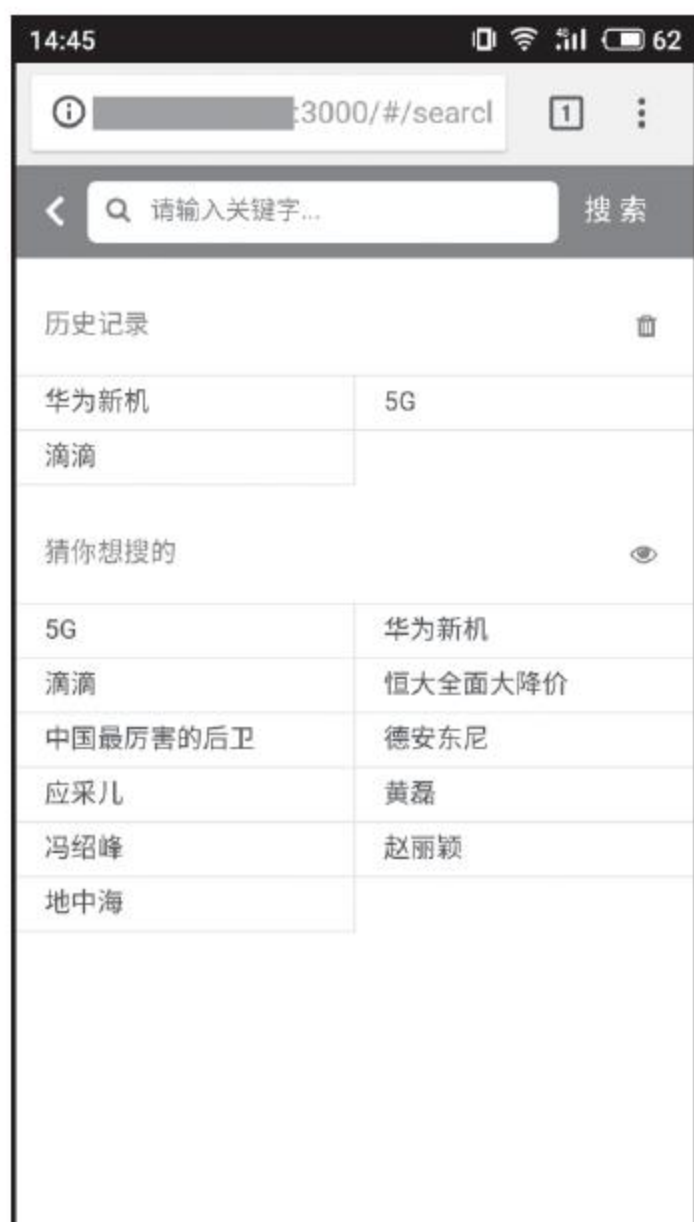 14:45 4G 62
:3000/#/searcl 1
请输入关键字... 搜索
历史记录
华为新机 5G
滴滴
猜你想搜的
5G 华为新机
滴滴 恒大全面大降价
中国最厉害的后卫 德安东尼
应采儿 黄磊
冯绍峰 赵丽颖
地中海